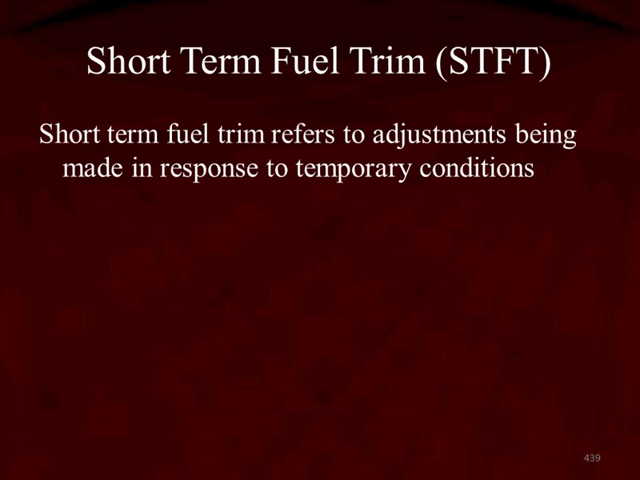 Short Term Fuel Trim (STFT)
Short term fuel trim refers to adjustments being
made in response to temporary conditions
439